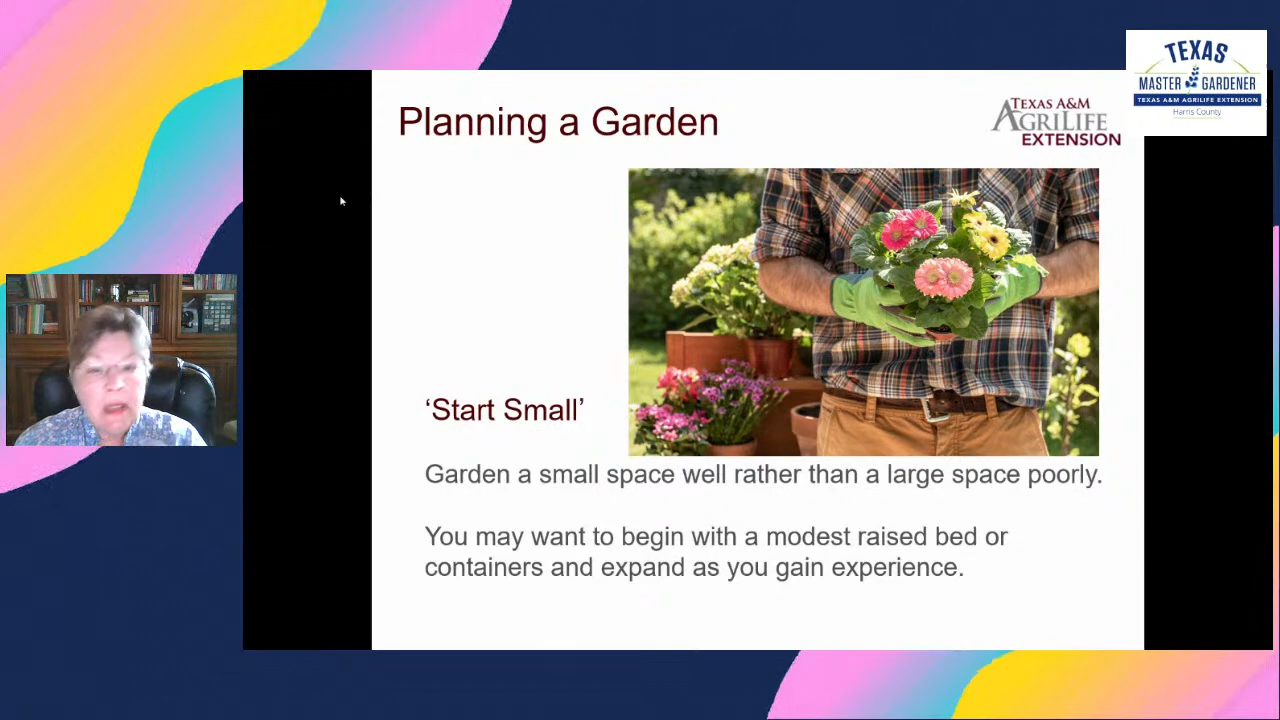 Planning a Garden
TEXAS A&M
AGRILIFE
EXTENSION
TEXAS
MASTER GARDENER
TEXAS A&M AGRILIFE EXTENSION
Harris County
‘Start Small’
Garden a small space well rather than a large space poorly.
You may want to begin with a modest raised bed or
containers and expand as you gain experience.